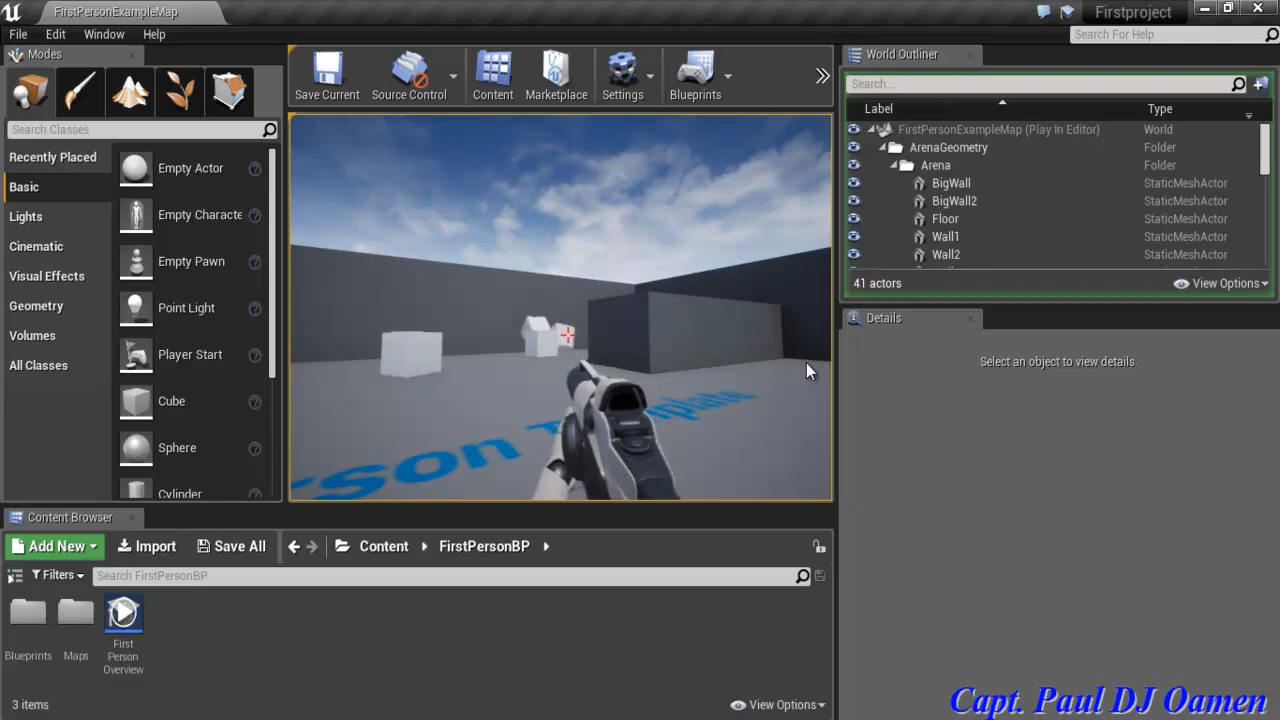 FirstPersonExampleMap
Firstproject
File Edit Window Help
Search For Help
Modes
Save Current
Source Control
Content
Marketplace
Settings
Blueprints
World Outliner
Search...
Label
Type
Search Classes
Recently Placed
Basic
Lights
Cinematic
Visual Effects
Geometry
Volumes
All Classes
Empty Actor
Empty Characte
Empty Pawn
Point Light
Player Start
Cube
Sphere
Cylinder
rson Template
FirstPersonExampleMap (Play In Editor) World
ArenaGeometry Folder
Arena Folder
BigWall StaticMeshActor
BigWall2 StaticMeshActor
Floor StaticMeshActor
Wall1 StaticMeshActor
Wall2 StaticMeshActor
41 actors
View Options
Details
Select an object to view details.
Content Browser
Add New Import Save All Content FirstPersonBP
Filters
Search FirstPersonBP
Blueprints
Maps
First
Person
Overview
3 items
View Options
Capt. Paul DJ Oamen